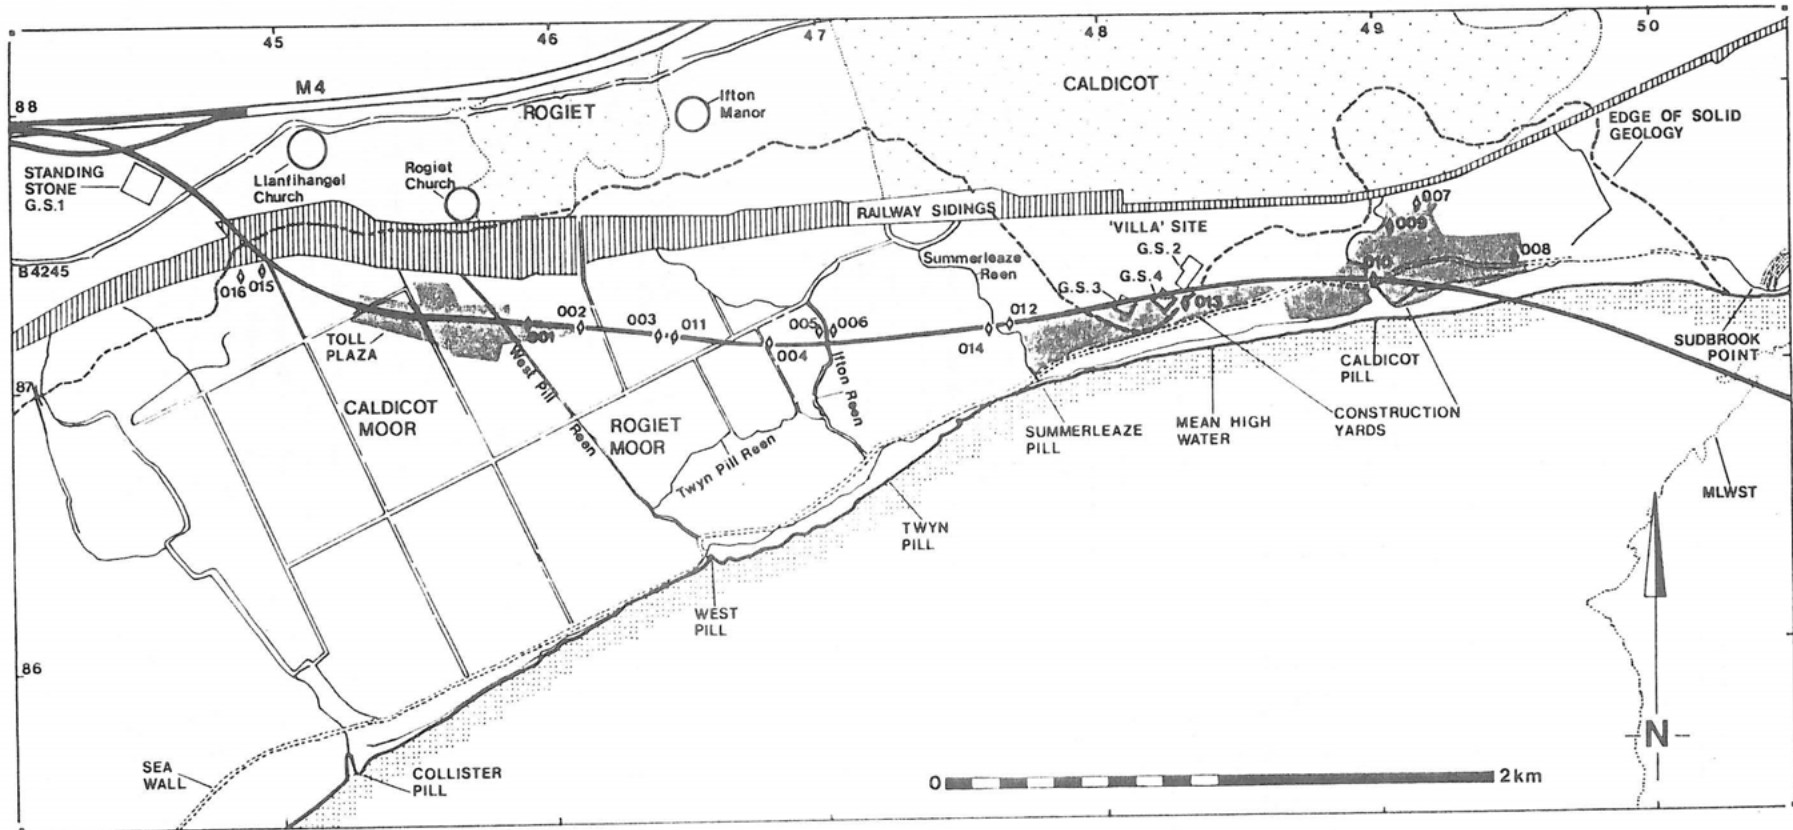 45
46
47
48
49
50
M4
88
ROGIET
Ifton
Manor
CALDICOT
EDGE OF SOLID
GEOLOGY
STANDING
STONE
G.S.1
Llanfihangel
Church
Rogiet
Church
RAILWAY SIDINGS
'VILLA' SITE
007
009
008
B4245
016
015
Summerleaze
Reen
G.S.2
G.S.4
G.S.3
010
013
TOLL
PLAZA
001
002
003
011
004
005
006
014
012
SUDBROOK
POINT
CALDICOT
PILL
87
West Pill
Reen
Ifton Reen
CALDICOT
MOOR
ROGIET
MOOR
Twyn Pill Reen
SUMMERLEAZE
PILL
MEAN HIGH
WATER
CONSTRUCTION
YARDS
MLWST
TWYN
PILL
WEST
PILL
86
SEA
WALL
COLLISTER
PILL
0
2km
N